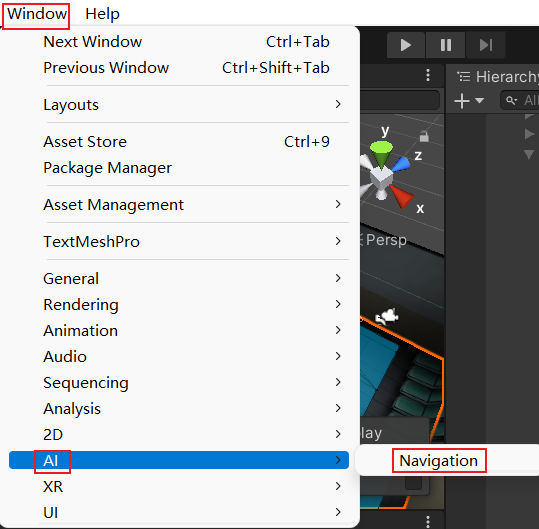 Window Help
Next Window Ctrl+Tab
Previous Window Ctrl+Shift+Tab
Layouts
Asset Store Ctrl+9
Package Manager
Asset Management
TextMeshPro
General
Rendering
Animation
Audio
Sequencing
Analysis
2D
AI
Navigation
XR
UI
Hierarchy
All
y
z
x
Persp
lay